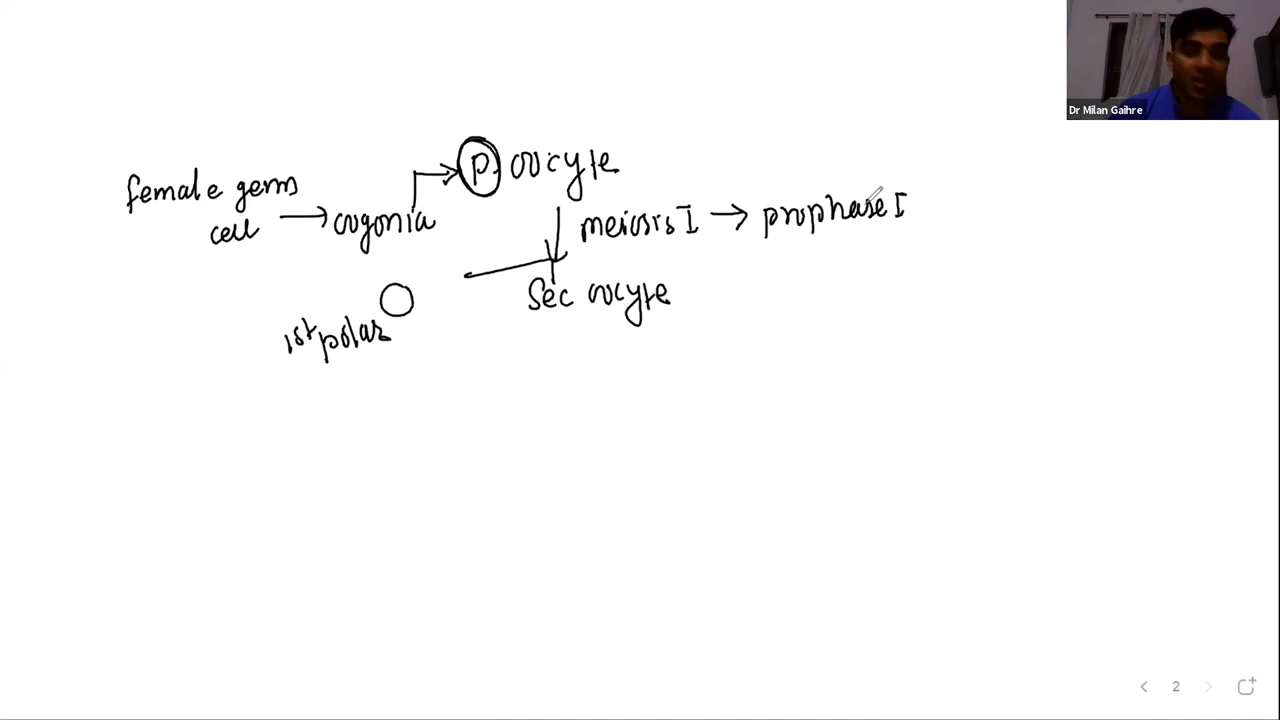 Dr Milan Gaihre
P. oocyte
female germ
cell → oogonia
meiosis I → prophase I
Sec oocyte
1st polar
2